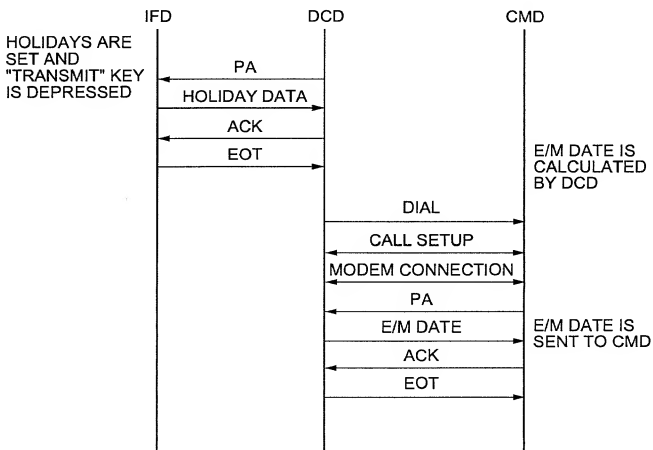 IFD DCD CMD
HOLIDAYS ARE
SET AND
"TRANSMIT" KEY
IS DEPRESSED
PA
HOLIDAY DATA
ACK
EOT
E/M DATE IS
CALCULATED
BY DCD
DIAL
CALL SETUP
MODEM CONNECTION
PA
E/M DATE
E/M DATE IS
SENT TO CMD
ACK
EOT